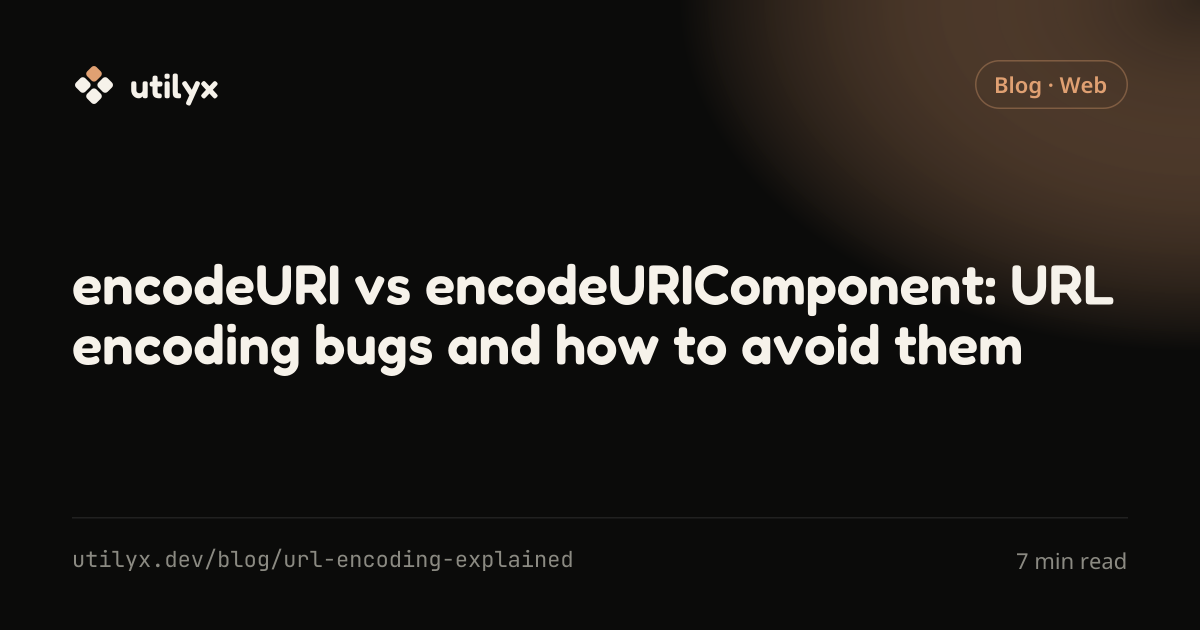 utilyx
Blog · Web
encodeURI vs encodeURIComponent: URL
encoding bugs and how to avoid them
utilyx.dev/blog/url-encoding-explained
7 min read